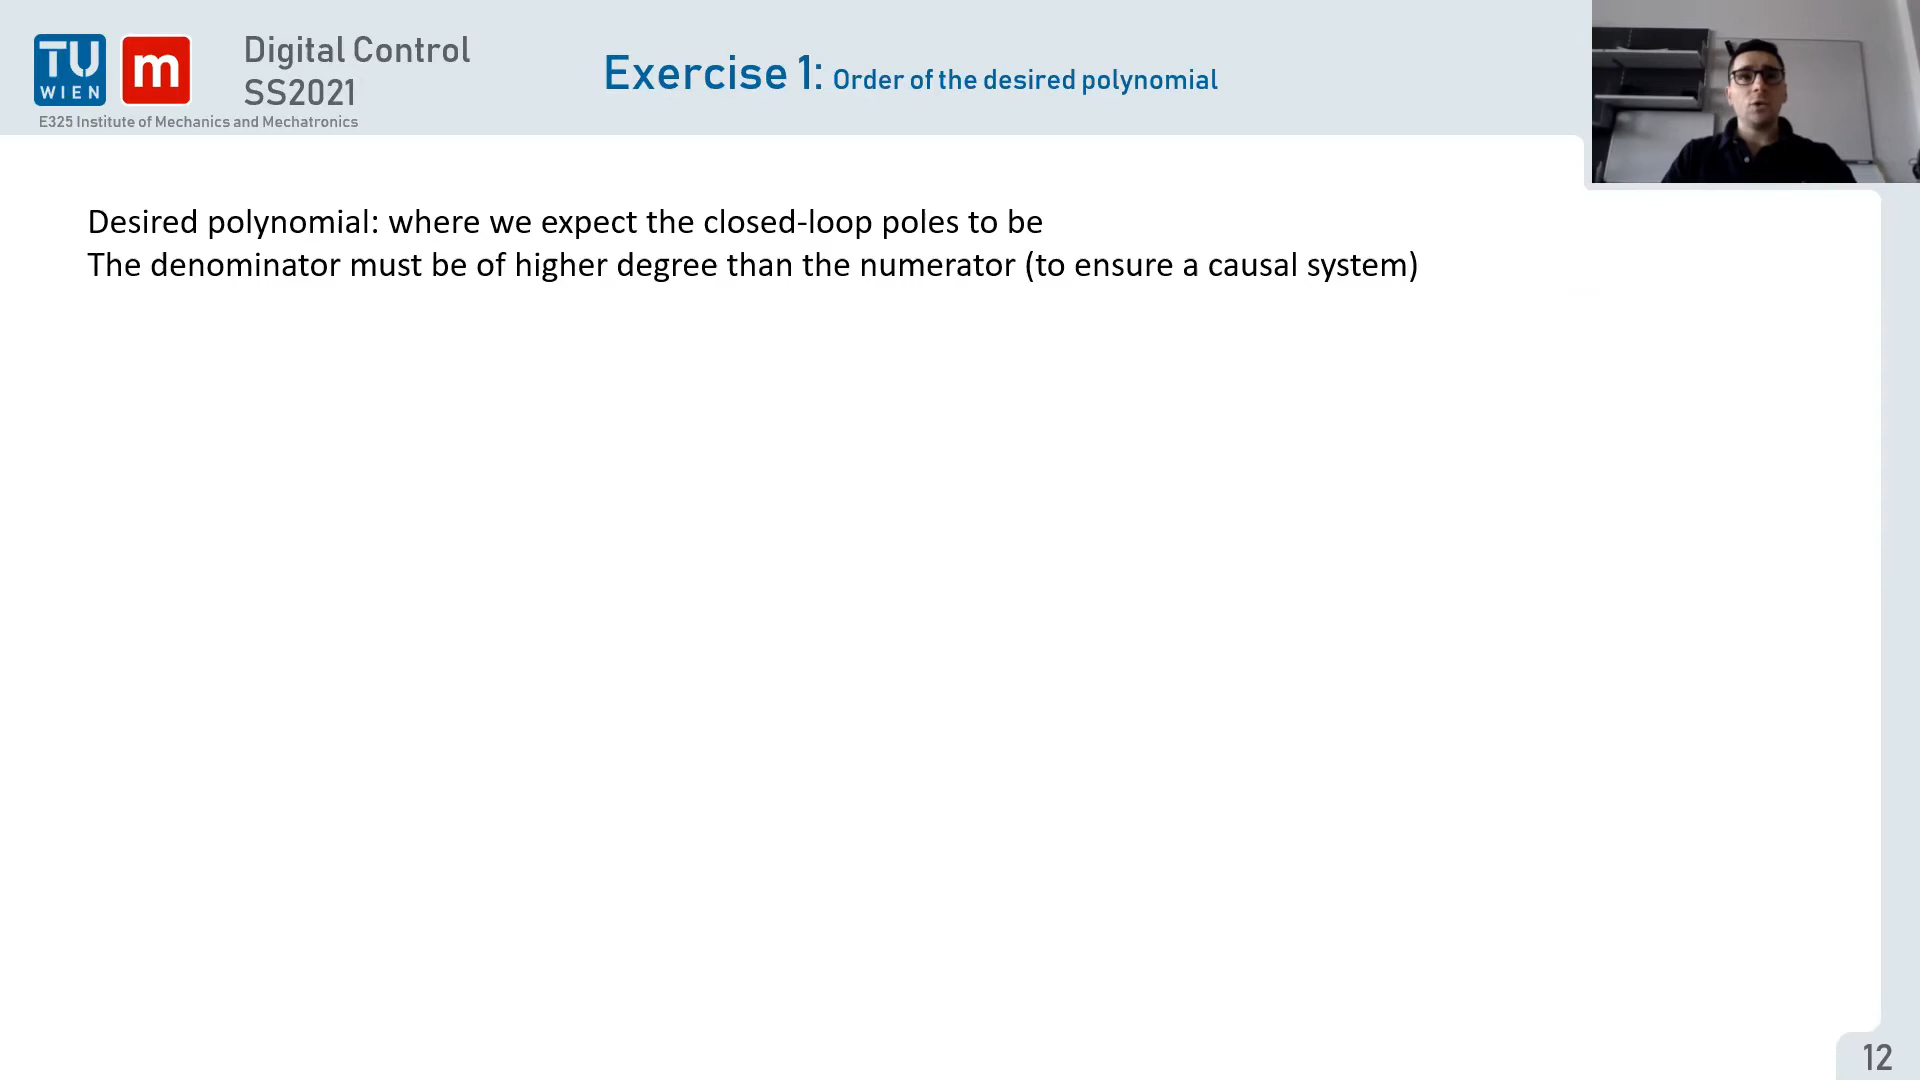 TU
WIEN
m
Digital Control
SS2021
E325 Institute of Mechanics and Mechatronics
Exercise 1: Order of the desired polynomial
Desired polynomial: where we expect the closed-loop poles to be
The denominator must be of higher degree than the numerator (to ensure a causal system)
12